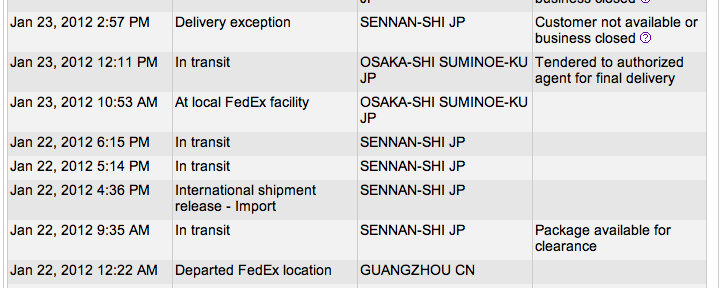 JP business closed ?
Jan 23, 2012 2:57 PM Delivery exception SENNAN-SHI JP Customer not available or
business closed ?
Jan 23, 2012 12:11 PM In transit OSAKA-SHI SUMINOE-KU Tendered to authorized
JP agent for final delivery
Jan 23, 2012 10:53 AM At local FedEx facility OSAKA-SHI SUMINOE-KU
JP
Jan 22, 2012 6:15 PM In transit SENNAN-SHI JP
Jan 22, 2012 5:14 PM In transit SENNAN-SHI JP
Jan 22, 2012 4:36 PM International shipment SENNAN-SHI JP
release - Import
Jan 22, 2012 9:35 AM In transit SENNAN-SHI JP Package available for
clearance
Jan 22, 2012 12:22 AM Departed FedEx location GUANGZHOU CN